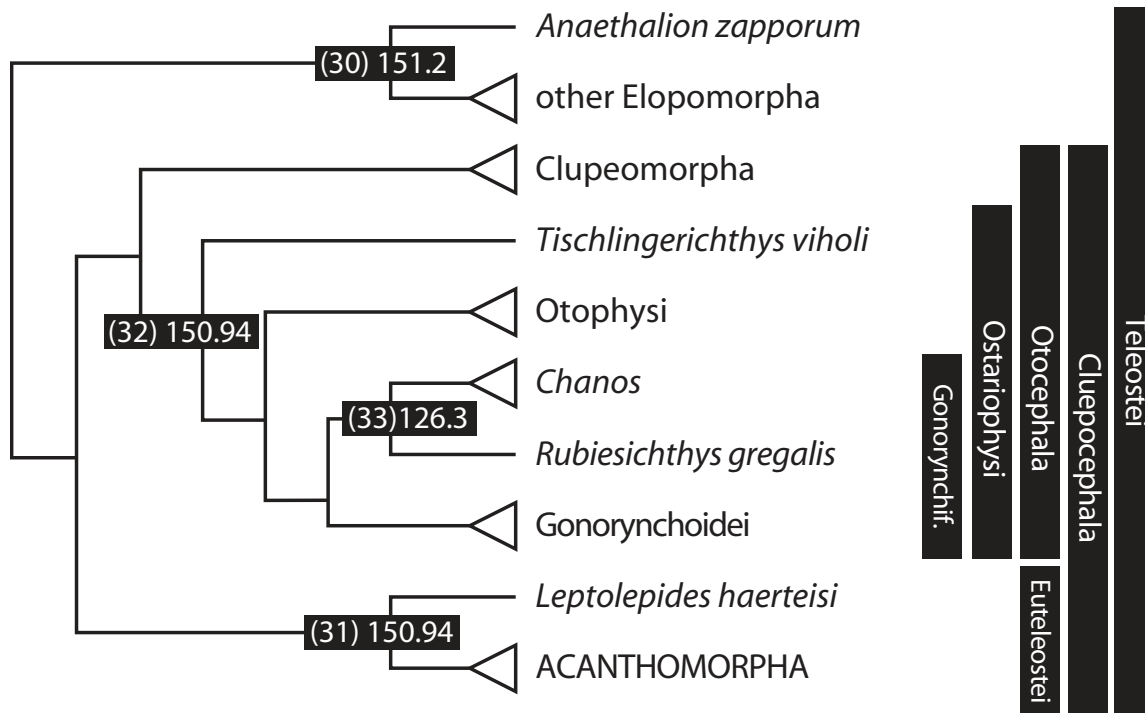 Anaethalion zapporum
(30) 151.2
other Elopomorpha
Clupeomorpha
Tischlingerichthys viholi
(32) 150.94
Otophysi
Chanos
(33)126.3
Rubiesichthys gregalis
Gonorynchoidei
Leptolepides haerteisi
(31) 150.94
ACANTHOMORPHA
Gonorynchif.
Ostariophysi
Otocephala
Euteleostei
Cluepocephala
Teleostei